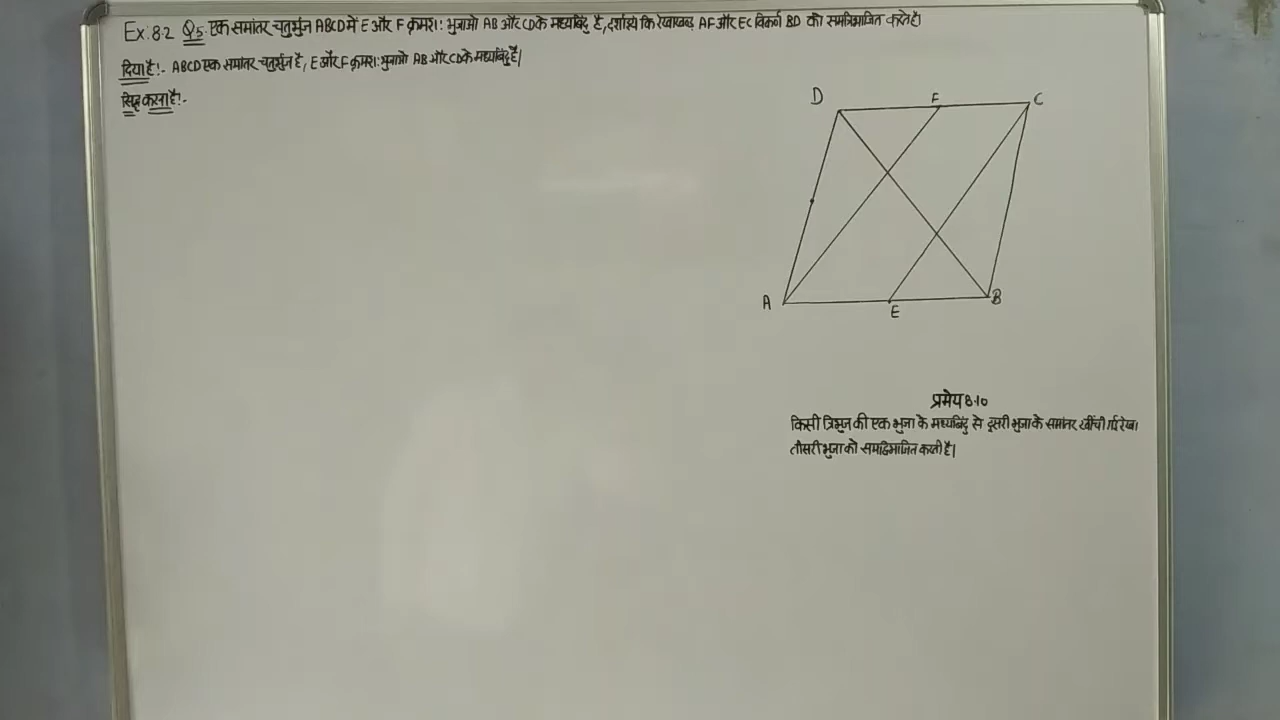 Ex: 8.2 Q5. एक समांतर चतुर्भुज ABCD में E और F क्रमश: भुजाओ AB और CD के मध्यबिंदु है, दर्शाइये कि रेखाखण्ड AF और EC विकर्ण BD को समत्रिभाजित करते है।
दिया है:- ABCD एक समांतर चतुर्भुज है, E और F क्रमश: भुजाओ AB और CD के मध्यबिंदु है।
सिद्ध करना है:-
D F C
A E B
प्रमेय 8.10
किसी त्रिभुज की एक भुजा के मध्यबिंदु से दूसरी भुजा के समांतर खींची गई रेखा
तीसरी भुजा को समद्विभाजित करती है।